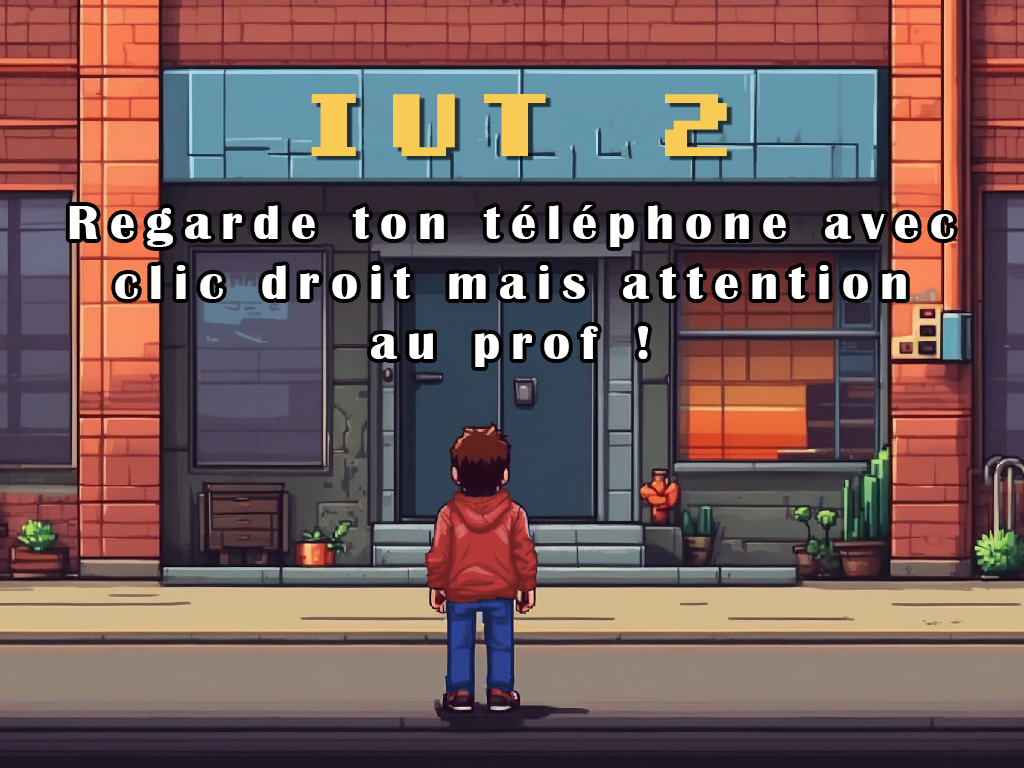 IUT 2
Regarde ton téléphone avec
clic droit mais attention
au prof !